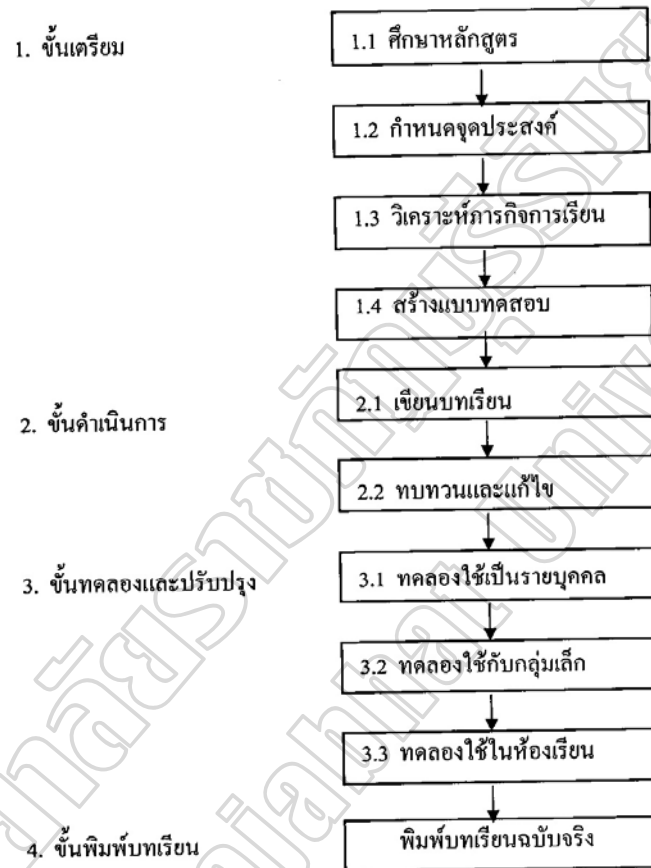 1. ขั้นเตรียม
1.1 ศึกษาหลักสูตร
1.2 กำหนดจุดประสงค์
1.3 วิเคราะห์ภารกิจการเรียน
1.4 สร้างแบบทดสอบ
2. ขั้นดำเนินการ
2.1 เขียนบทเรียน
2.2 ทบทวนและแก้ไข
3. ขั้นทดลองและปรับปรุง
3.1 ทดลองใช้เป็นรายบุคคล
3.2 ทดลองใช้กับกลุ่มเล็ก
3.3 ทดลองใช้ในห้องเรียน
4. ขั้นพิมพ์บทเรียน
พิมพ์บทเรียนฉบับจริง